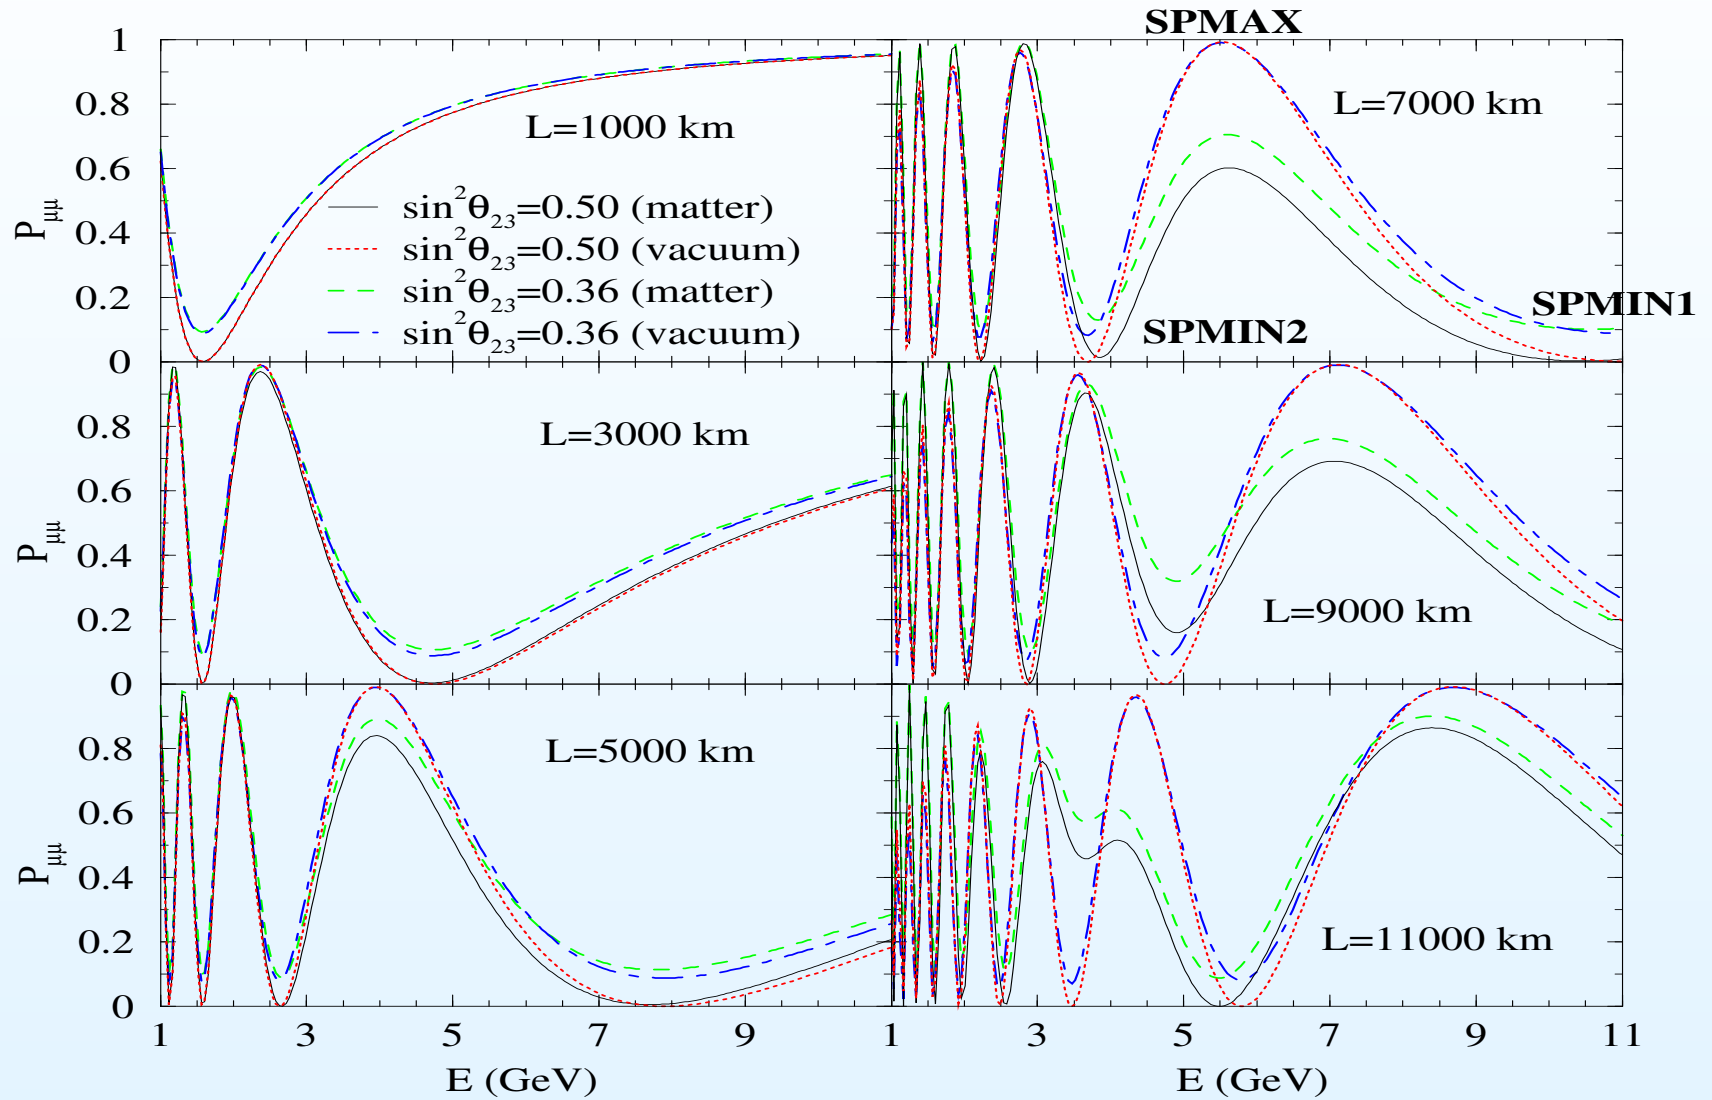 SPMAX
1
0.8
0.6
0.4
0.2
0
P_μμ
L=1000 km
sin²θ₂₃=0.50 (matter)
sin²θ₂₃=0.50 (vacuum)
sin²θ₂₃=0.36 (matter)
sin²θ₂₃=0.36 (vacuum)
L=7000 km
SPMIN1
SPMIN2
0.8
0.6
0.4
0.2
0
P_μμ
L=3000 km
L=9000 km
0.8
0.6
0.4
0.2
0
P_μμ
L=5000 km
L=11000 km
1 3 5 7 9 1 3 5 7 9 11
E (GeV) E (GeV)